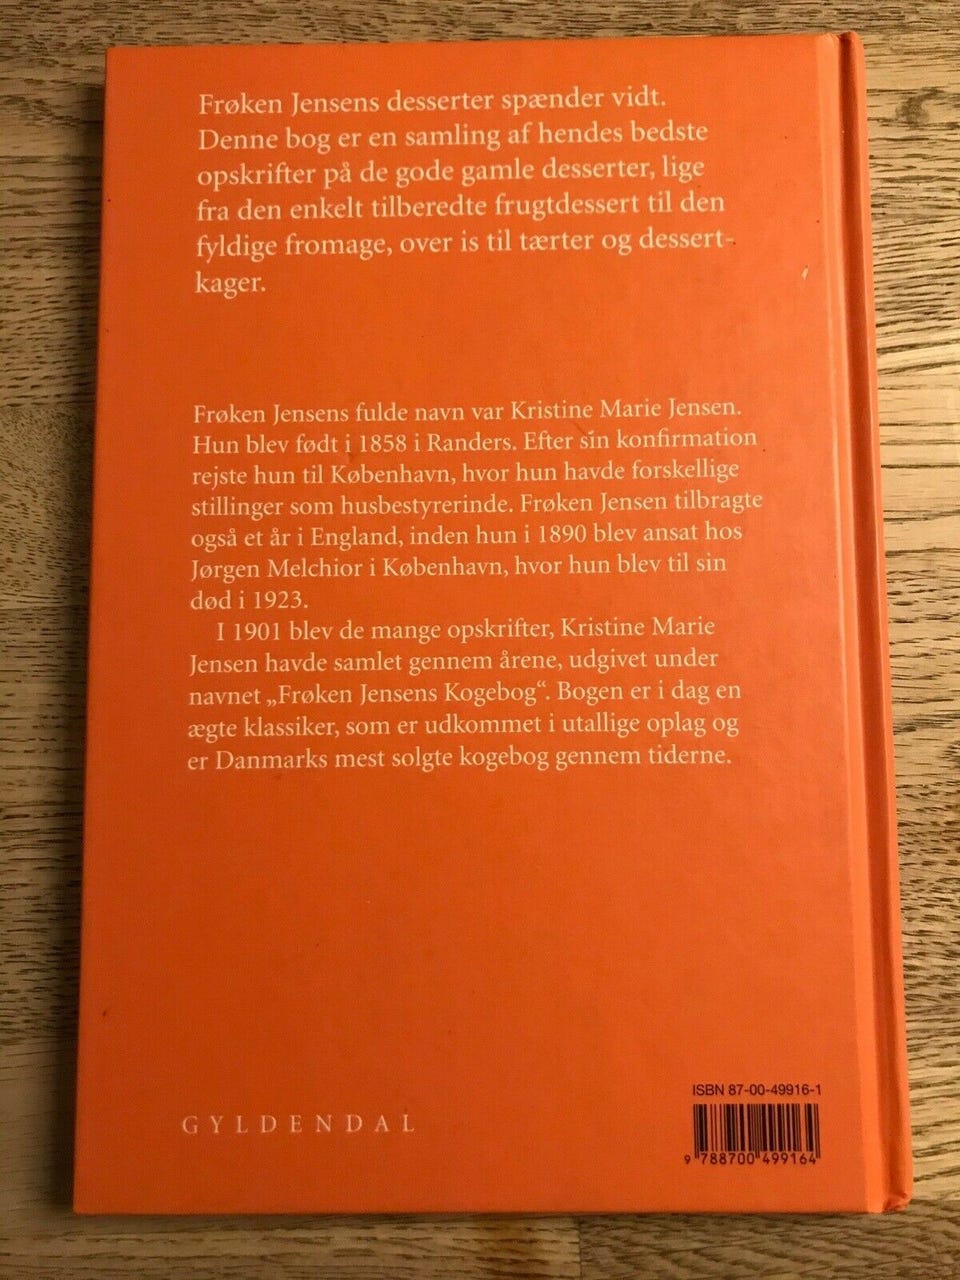 Frøken Jensens desserter spænder vidt.
Denne bog er en samling af hendes bedste
opskrifter på de gode gamle desserter, lige
fra den enkelt tilberedte frugtdessert til den
fyldige fromage, over is til tærter og dessert-
kager.
Frøken Jensens fulde navn var Kristine Marie Jensen.
Hun blev født i 1858 i Randers. Efter sin konfirmation
rejste hun til København, hvor hun havde forskellige
stillinger som husbestyrerinde. Frøken Jensen tilbragte
også et år i England, inden hun i 1890 blev ansat hos
Jørgen Melchior i København, hvor hun blev til sin
død i 1923.
I 1901 blev de mange opskrifter, Kristine Marie
Jensen havde samlet gennem årene, udgivet under
navnet „Frøken Jensens Kogebog“. Bogen er i dag en
ægte klassiker, som er udkommet i utallige oplag og
er Danmarks mest solgte kogebog gennem tiderne.
GYLDENDAL
ISBN 87-00-49916-1
9 788700 499164